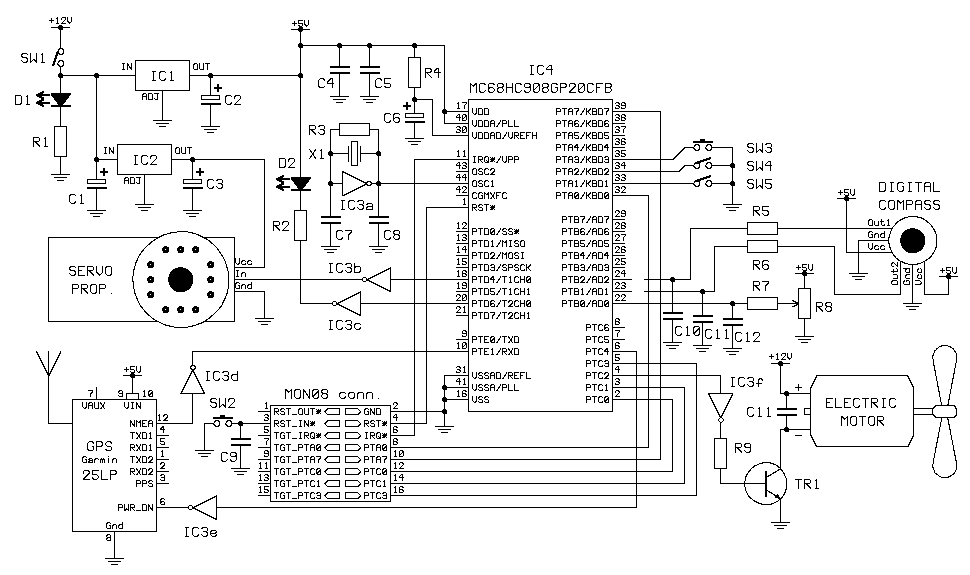 +12V
SW1
IN
IC1
OUT
ADJ
D1
R1
C2
IN
IC2
OUT
ADJ
C1
C3
+5V
C4
C5
R4
C6
R3
X1
IC3a
C7
C8
D2
R2
SERVO
PROP.
Vcc
In
Gnd
IC3b
IC3c
IC3d
IC4
MC68HC908GP20CFB
17 VDD
40 VDDA/PLL
30 VDDAD/VREFH
11 IRQ*/VPP
43 OSC2
44 OSC1
42 CGMXFC
1 RST*
12 PTD0/SS*
13 PTD1/MISO
14 PTD2/MOSI
15 PTD3/SPSCK
18 PTD4/T1CH0
19 PTD5/T1CH1
20 PTD6/T2CH0
21 PTD7/T2CH1
9 PTE0/TXD
10 PTE1/RXD
31 VSSAD/REFL
41 VSSA/PLL
16 VSS
PTA7/KBD7 39
PTA6/KBD6 38
PTA5/KBD5 37
PTA4/KBD4 36
PTA3/KBD3 35
PTA2/KBD2 34
PTA1/KBD1 33
PTA0/KBD0 32
PTB7/AD7 29
PTB6/AD6 28
PTB5/AD5 27
PTB4/AD4 26
PTB3/AD3 25
PTB2/AD2 24
PTB1/AD1 23
PTB0/AD0 22
PTC6 8
PTC5 7
PTC4 6
PTC3 5
PTC2 4
PTC1 3
PTC0 2
SW3
SW4
SW5
DIGITAL
COMPASS
+5V
Out1
Gnd
Vcc
Out2
Gnd
Vcc
+5V
R5
R6
R7
+5V
R8
C10
C11
C12
+12V
IC3f
C11
+
−
ELECTRIC
MOTOR
R9
TR1
+5V
7
9
10
VAUX
VIN
GPS
Garmin
25LP
NMEA 12
TXD1 4
RXD1 5
TXD2 1
RXD2 2
PPS 3
PWR_DN 6
Gnd
8
IC3e
SW2
C9
MON08 conn.
1 RST_OUT* GND 2
3 RST_IN* RST* 4
5 TGT_IRQ* IRQ* 6
7 TGT_PTA0 PTA0 8
9 TGT_PTA7 PTA7 10
11 TGT_PTC0 PTC0 12
13 TGT_PTC1 PTC1 14
15 TGT_PTC3 PTC3 16